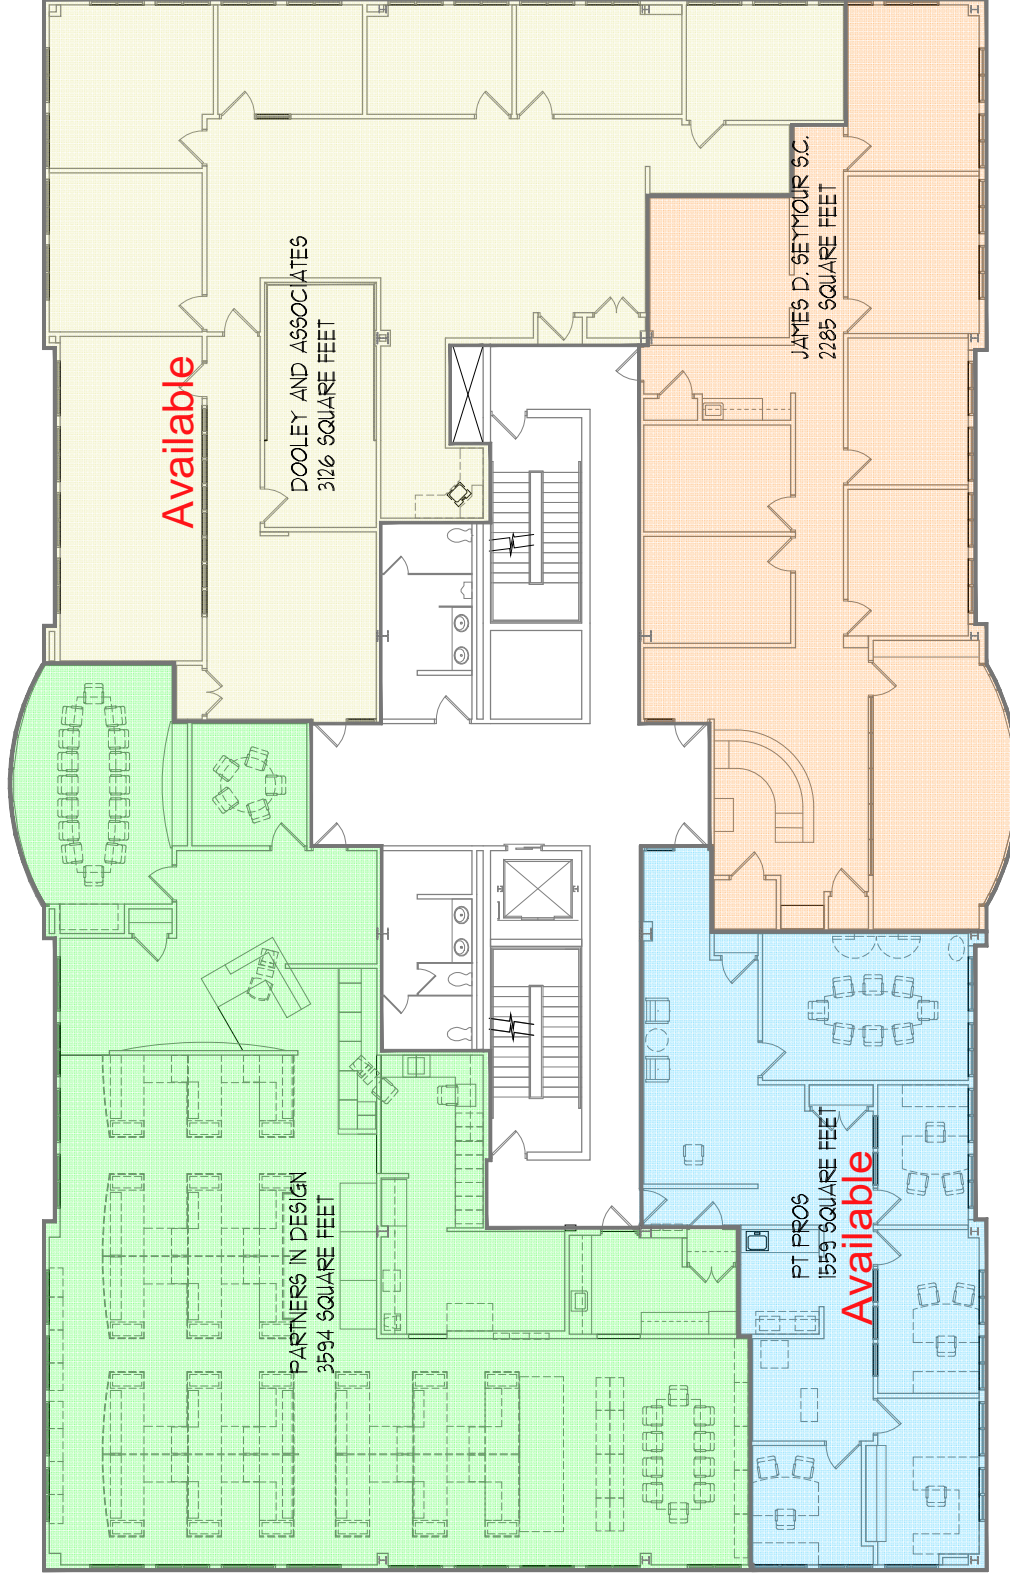 Available
DOOLEY AND ASSOCIATES
3126 SQUARE FEET
JAMES D. SEYMOUR S.C.
2285 SQUARE FEET
PARTNERS IN DESIGN
3594 SQUARE FEET
PT PROS
1559 SQUARE FEET
Available